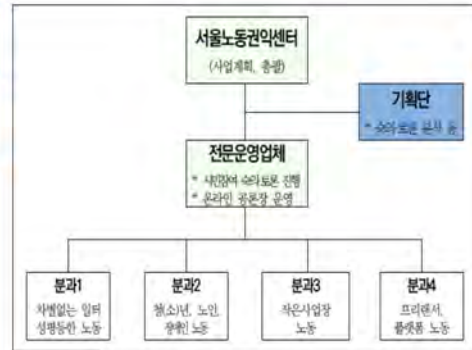 서울노동권익센터
(사업계획, 총괄)
기획단
* 숙의 토론 분석 등
전문운영업체
* 시민참여 숙의 토론 진행
* 온라인 공론장 운영
분과1
차별없는 일터
성평등한 노동
분과2
청(소)년, 노인,
장애인 노동
분과3
작은사업장
노동
분과4
프리랜서,
플랫폼 노동